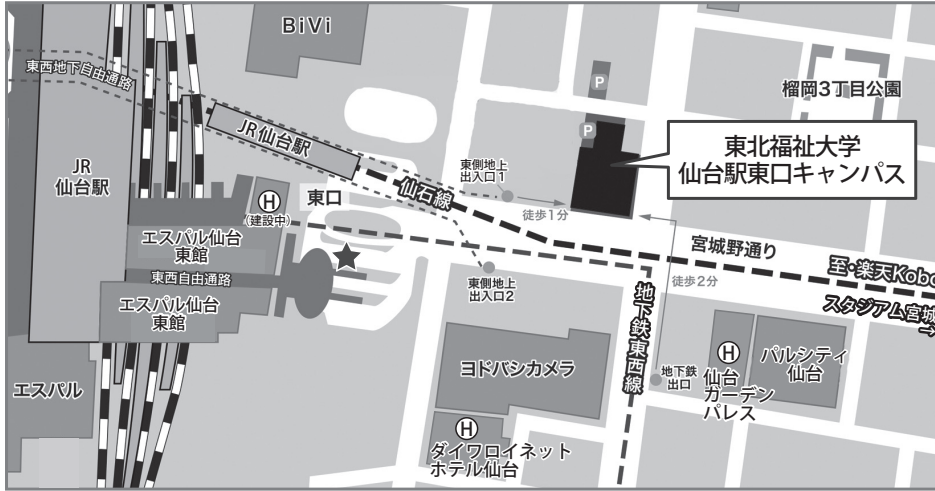 BiVi
東西地下自由通路
P
榴岡3丁目公園
JR仙台駅
P
東北福祉大学
仙台駅東口キャンパス
JR
仙台駅
東側地上
出入口1
仙石線
H
(建設中)
東口
徒歩1分
エスパル仙台
東館
宮城野通り
東西自由通路
東側地上
出入口2
徒歩2分
至・楽天Kobo
スタジアム宮城
エスパル仙台
東館
地下鉄東西線
ヨドバシカメラ
H
仙台
ガーデン
パレス
パルシティ
仙台
エスパル
地下鉄
出口
H
ダイワロイネット
ホテル仙台